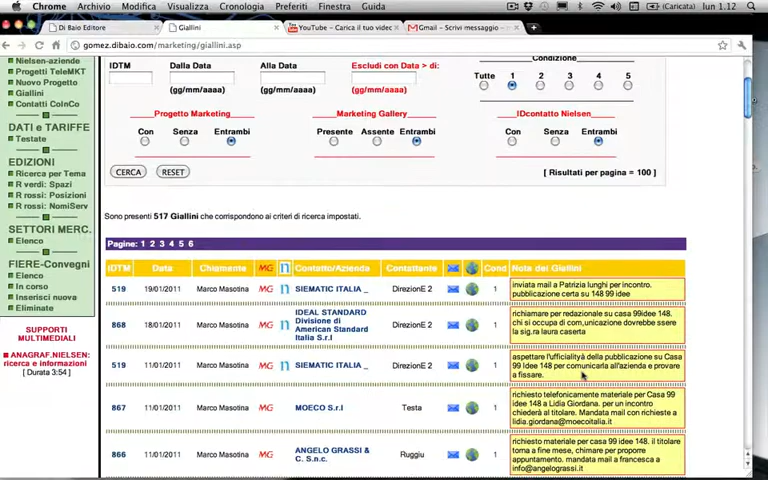 Chrome Archivio Modifica Visualizza Cronologia Preferiti Finestra Guida (Caricata) lun 1.12
Di Baio Editore Giallini YouTube - Carica il tuo video Gmail - Scrivi messaggio -
gomez.dibaio.com/marketing/giallini.asp
Nielsen-aziende
Progetti TeleMKT
Nuovo Progetto
Giallini
Contatti CoInCo
DATI e TARIFFE
Testate
EDIZIONI
Ricerca per Tema
R verdi: Spazi
R rossi: Posizioni
R rossi: NomiServ
SETTORI MERC.
Elenco
FIERE-Convegni
Elenco
In corso
Inserisci nuova
Eliminate
SUPPORTI
MULTIMEDIALI
ANAGRAF.NIELSEN:
ricerca e informazioni
[ Durata 3:54 ]
IDTM Dalla Data Alla Data Escludi con Data > di:
(gg/mm/aaaa) (gg/mm/aaaa) (gg/mm/aaaa)
Condizione
Tutte 1 2 3 4 5
Progetto Marketing Marketing Gallery IDcontatto Nielsen
Con Senza Entrambi Presente Assente Entrambi Con Senza Entrambi
CERCA RESET [ Risultati per pagine = 100 ]
Sono presenti 517 Giallini che corrispondono ai criteri di ricerca impostati.
Pagine: 1 2 3 4 5 6
IDTM Data Chiamante MG n Contatto/Azienda Contattante Cond Nota dei Giallini
519 19/01/2011 Marco Masotina MG n SIEMATIC ITALIA _ DirezionE 2 1
inviata mail a Patrizia lunghi per incontro.
pubblicazione certa su 148 99 idee
868 18/01/2011 Marco Masotina MG n IDEAL STANDARD
Divisione di
American Standard
Italia S.r.l
DirezionE 2 1
richiamare per redazionale su casa 99idee 148.
chi si occupa di com,unicazione dovrebbe ssere
la sig.ra laura caserta
519 11/01/2011 Marco Masotina MG n SIEMATIC ITALIA _ DirezionE 2 1
aspettare l'ufficialityà della pubblicazione su Casa
99 Idee 148 per comunicarla all'azienda e provare
a fissare.
867 11/01/2011 Marco Masotina MG MOECO S.r.l Testa 1
richiesto telefonicamente materiale per Casa 99
idee 148 a Lidia Giordana. per un incontro
chiederà al titolare. Mandata mail con richieste a
lidia.giordana@moecoitalia.it
866 11/01/2011 Marco Masotina MG ANGELO GRASSI &
C. S.n.c.
Ruggiu 1
richiesto materiale per casa 99 idee 148. il titolare
torna a fine mese, chimare per proporre
appuntamento. mandata mail a francesca a
info@angelograssi.it